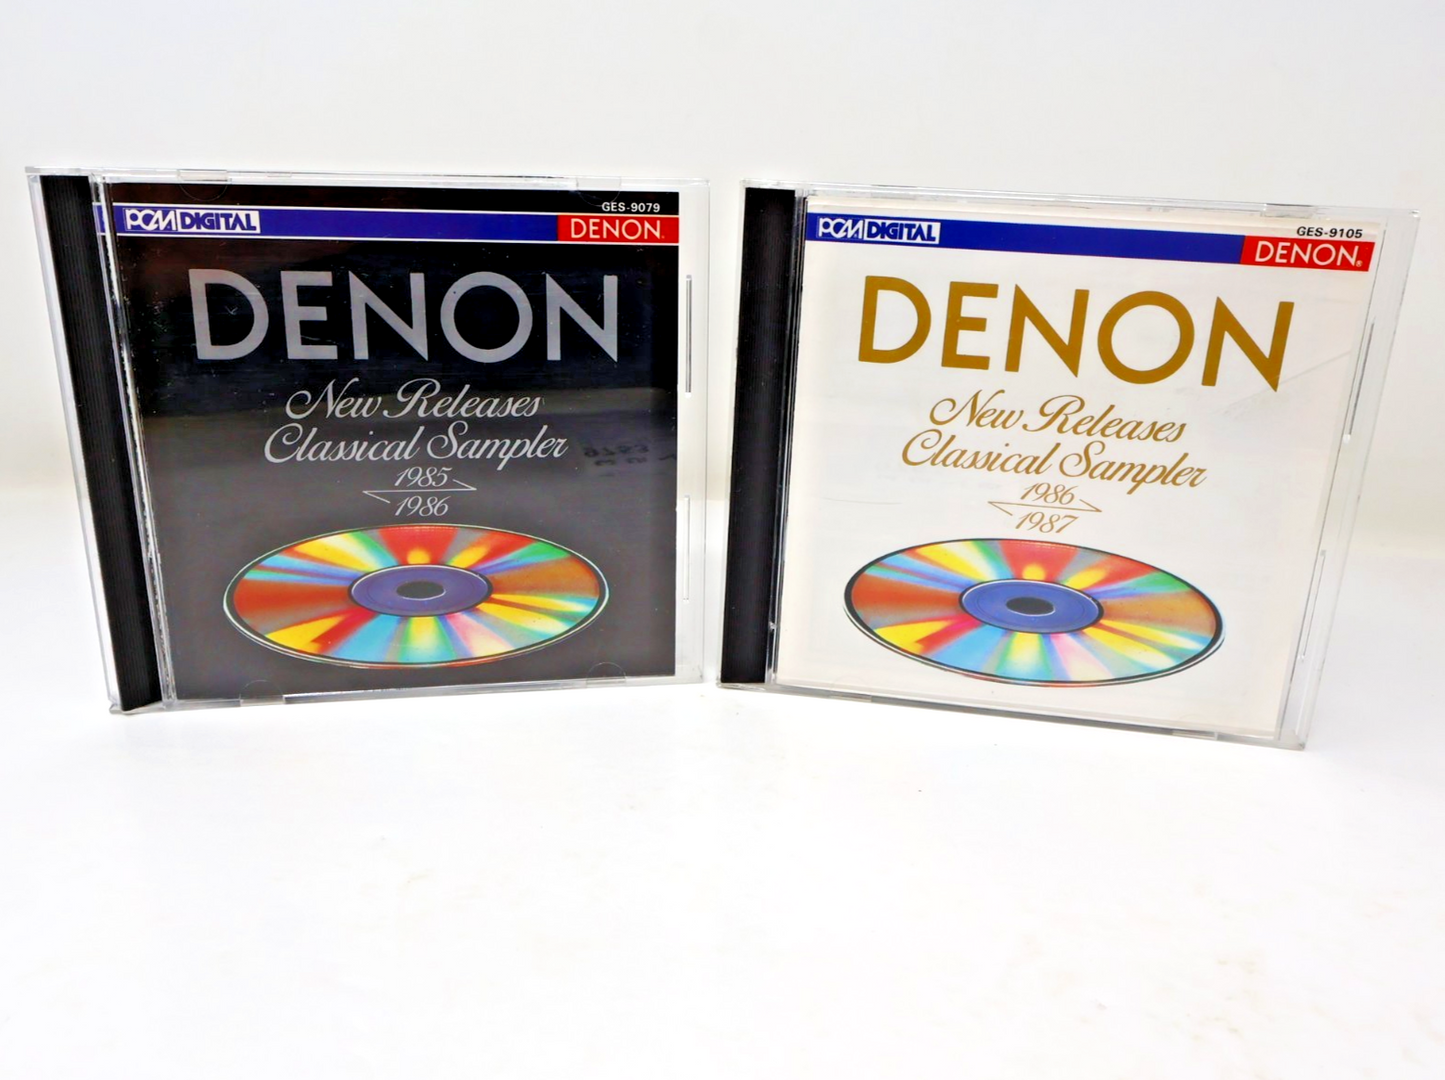 GES-9079
PCM DIGITAL
DENON
DENON
New Releases
Classical Sampler
1985
1986
GES-9105
PCM DIGITAL
DENON®
DENON
New Releases
Classical Sampler
1986
1987